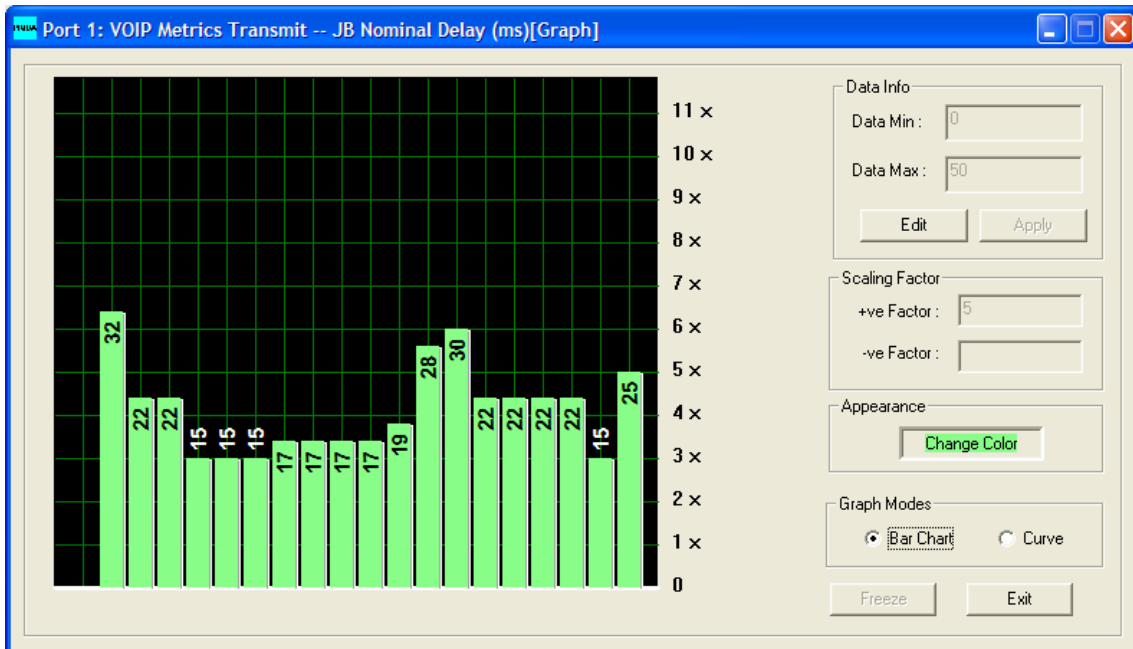 Port 1: VOIP Metrics Transmit -- JB Nominal Delay (ms)[Graph]
32
22
22
15
15
15
17
17
17
17
19
28
30
22
22
22
22
15
25
11 x
10 x
9 x
8 x
7 x
6 x
5 x
4 x
3 x
2 x
1 x
0
Data Info
Data Min : 0
Data Max : 50
Edit Apply
Scaling Factor
+ve Factor : 5
-ve Factor :
Appearance
Change Color
Graph Modes
Bar Chart Curve
Freeze Exit